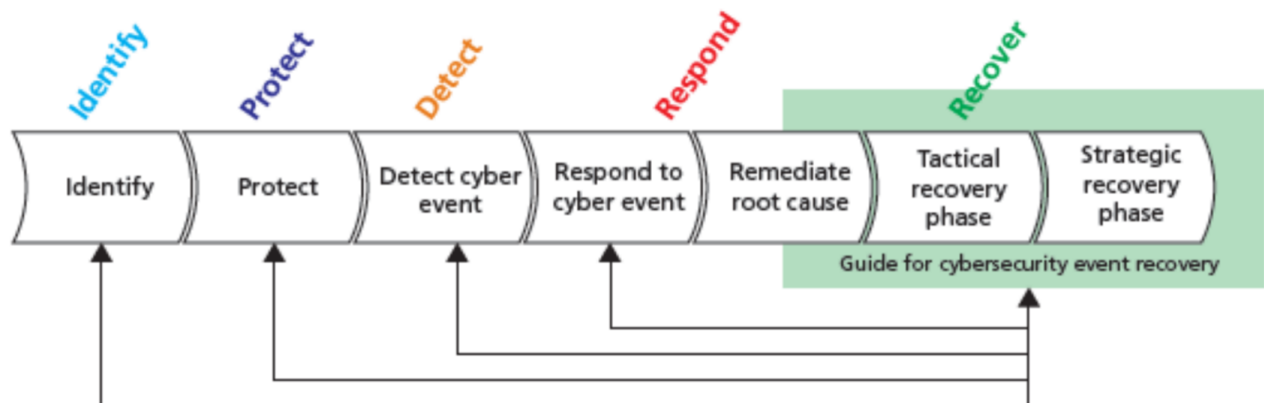 Identify
Protect
Detect
Respond
Recover
Identify
Protect
Detect cyber
event
Respond to
cyber event
Remediate
root cause
Tactical
recovery
phase
Strategic
recovery
phase
Guide for cybersecurity event recovery